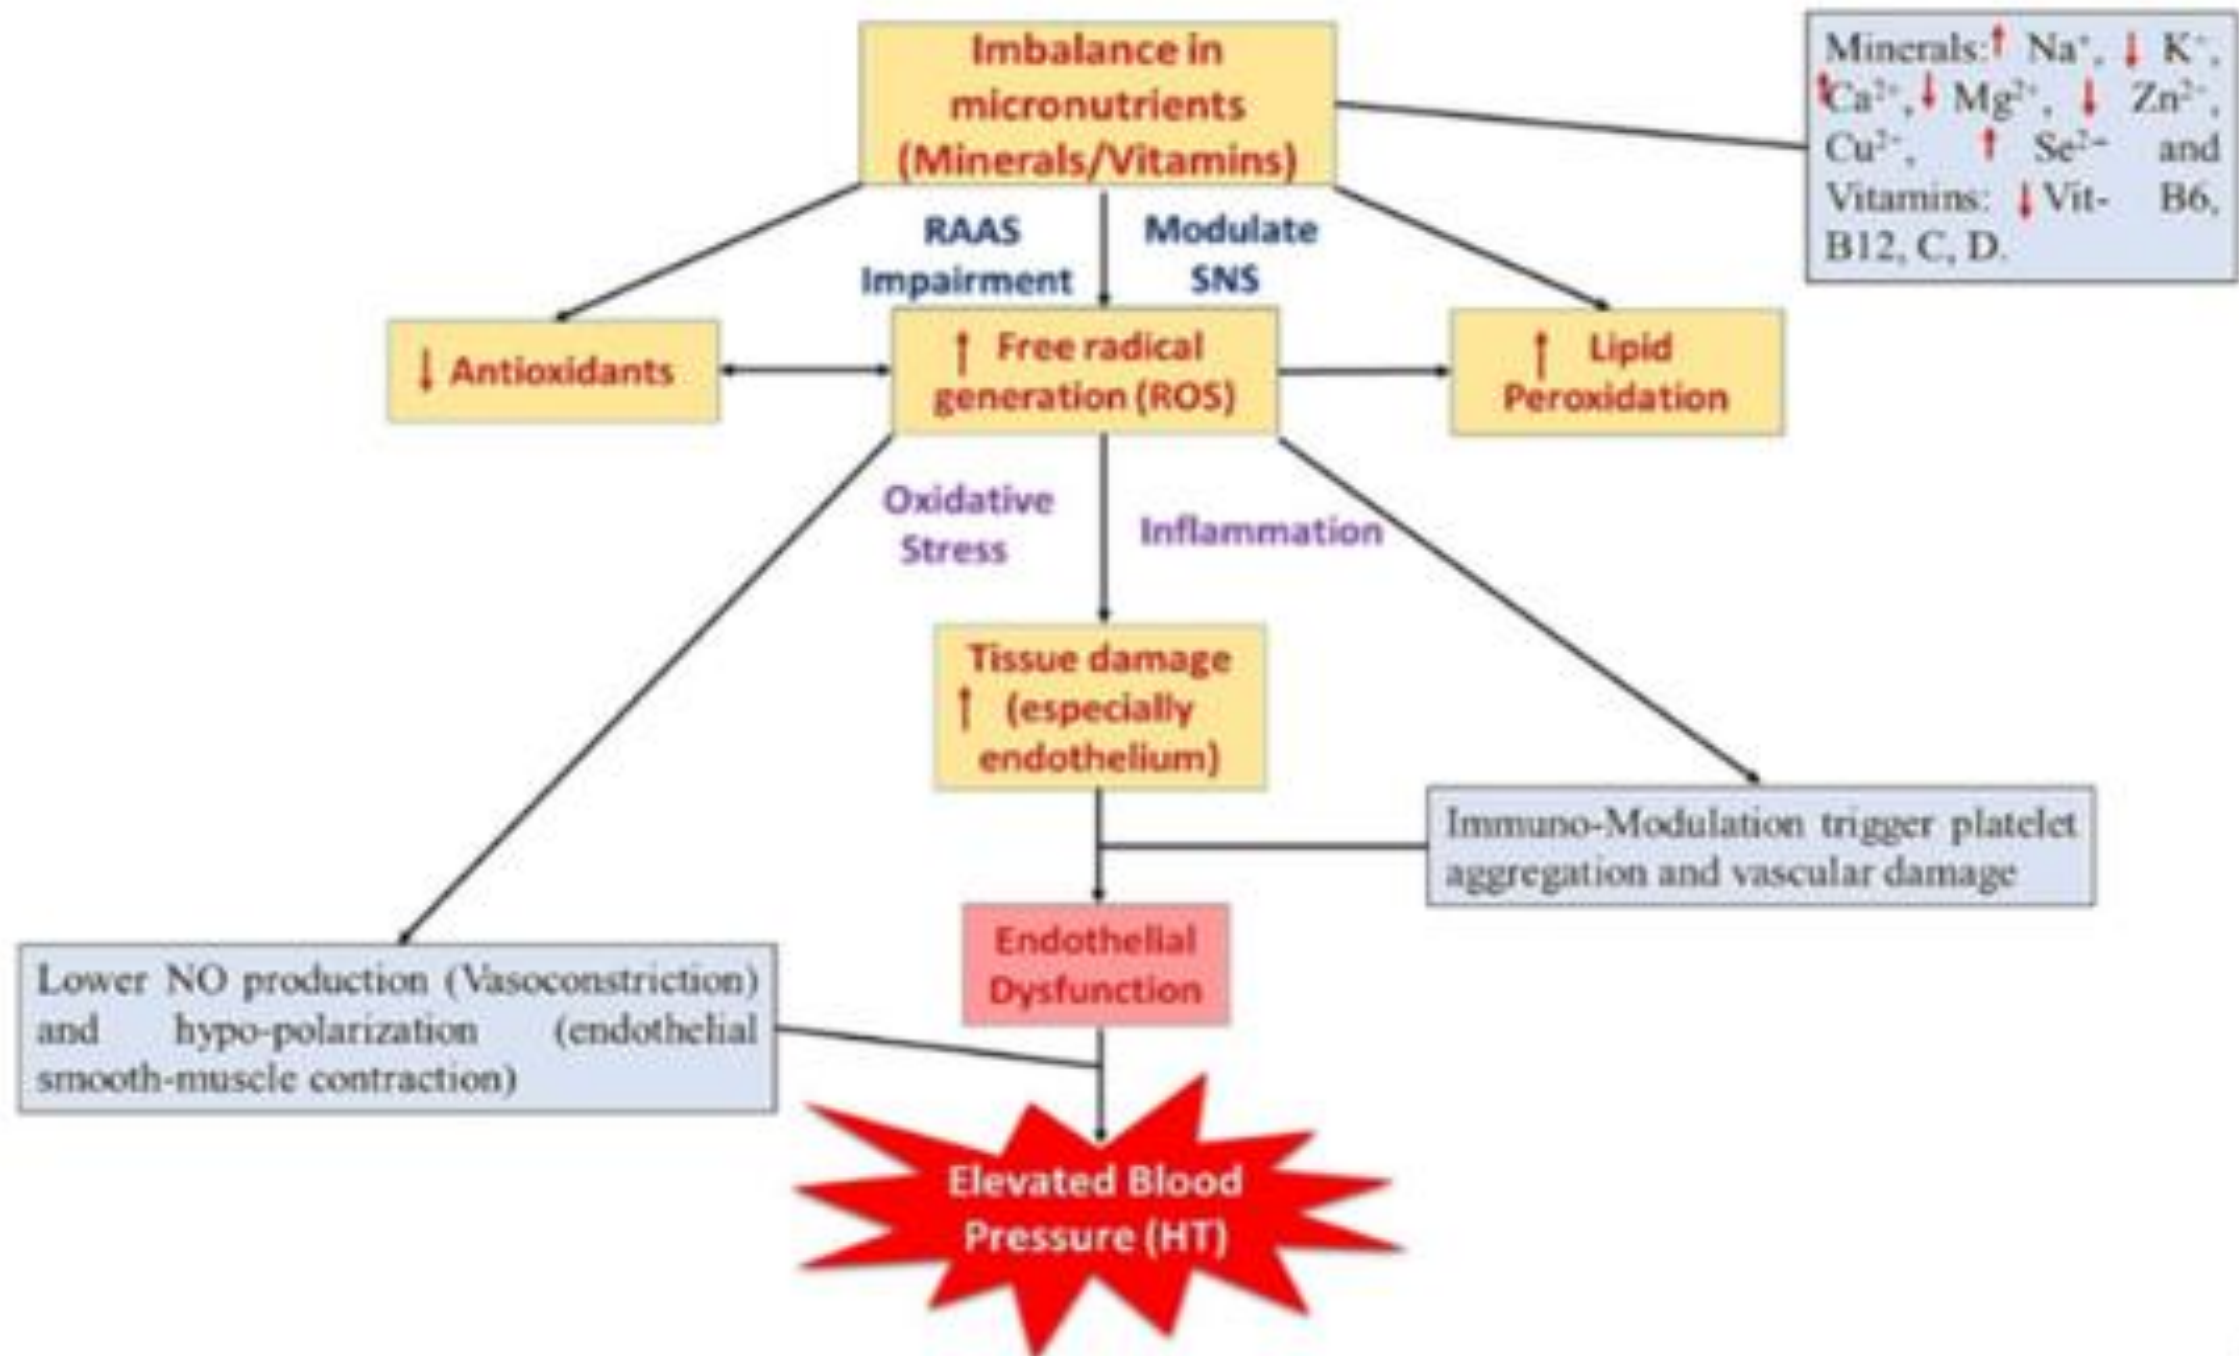 Imbalance in
micronutrients
(Minerals/Vitamins)
Minerals:↑ Na⁺, ↓ K⁺,
↑Ca²⁺,↓ Mg²⁺, ↓ Zn²⁺,
Cu²⁺, ↑ Se²⁻ and
Vitamins: ↓Vit- B6,
B12, C, D.
RAAS
Impairment
Modulate
SNS
↓ Antioxidants
↑ Free radical
generation (ROS)
↑ Lipid
Peroxidation
Oxidative
Stress
Inflammation
Tissue damage
↑ (especially
endothelium)
Immuno-Modulation trigger platelet
aggregation and vascular damage
Endothelial
Dysfunction
Lower NO production (Vasoconstriction)
and hypo-polarization (endothelial
smooth-muscle contraction)
Elevated Blood
Pressure (HT)